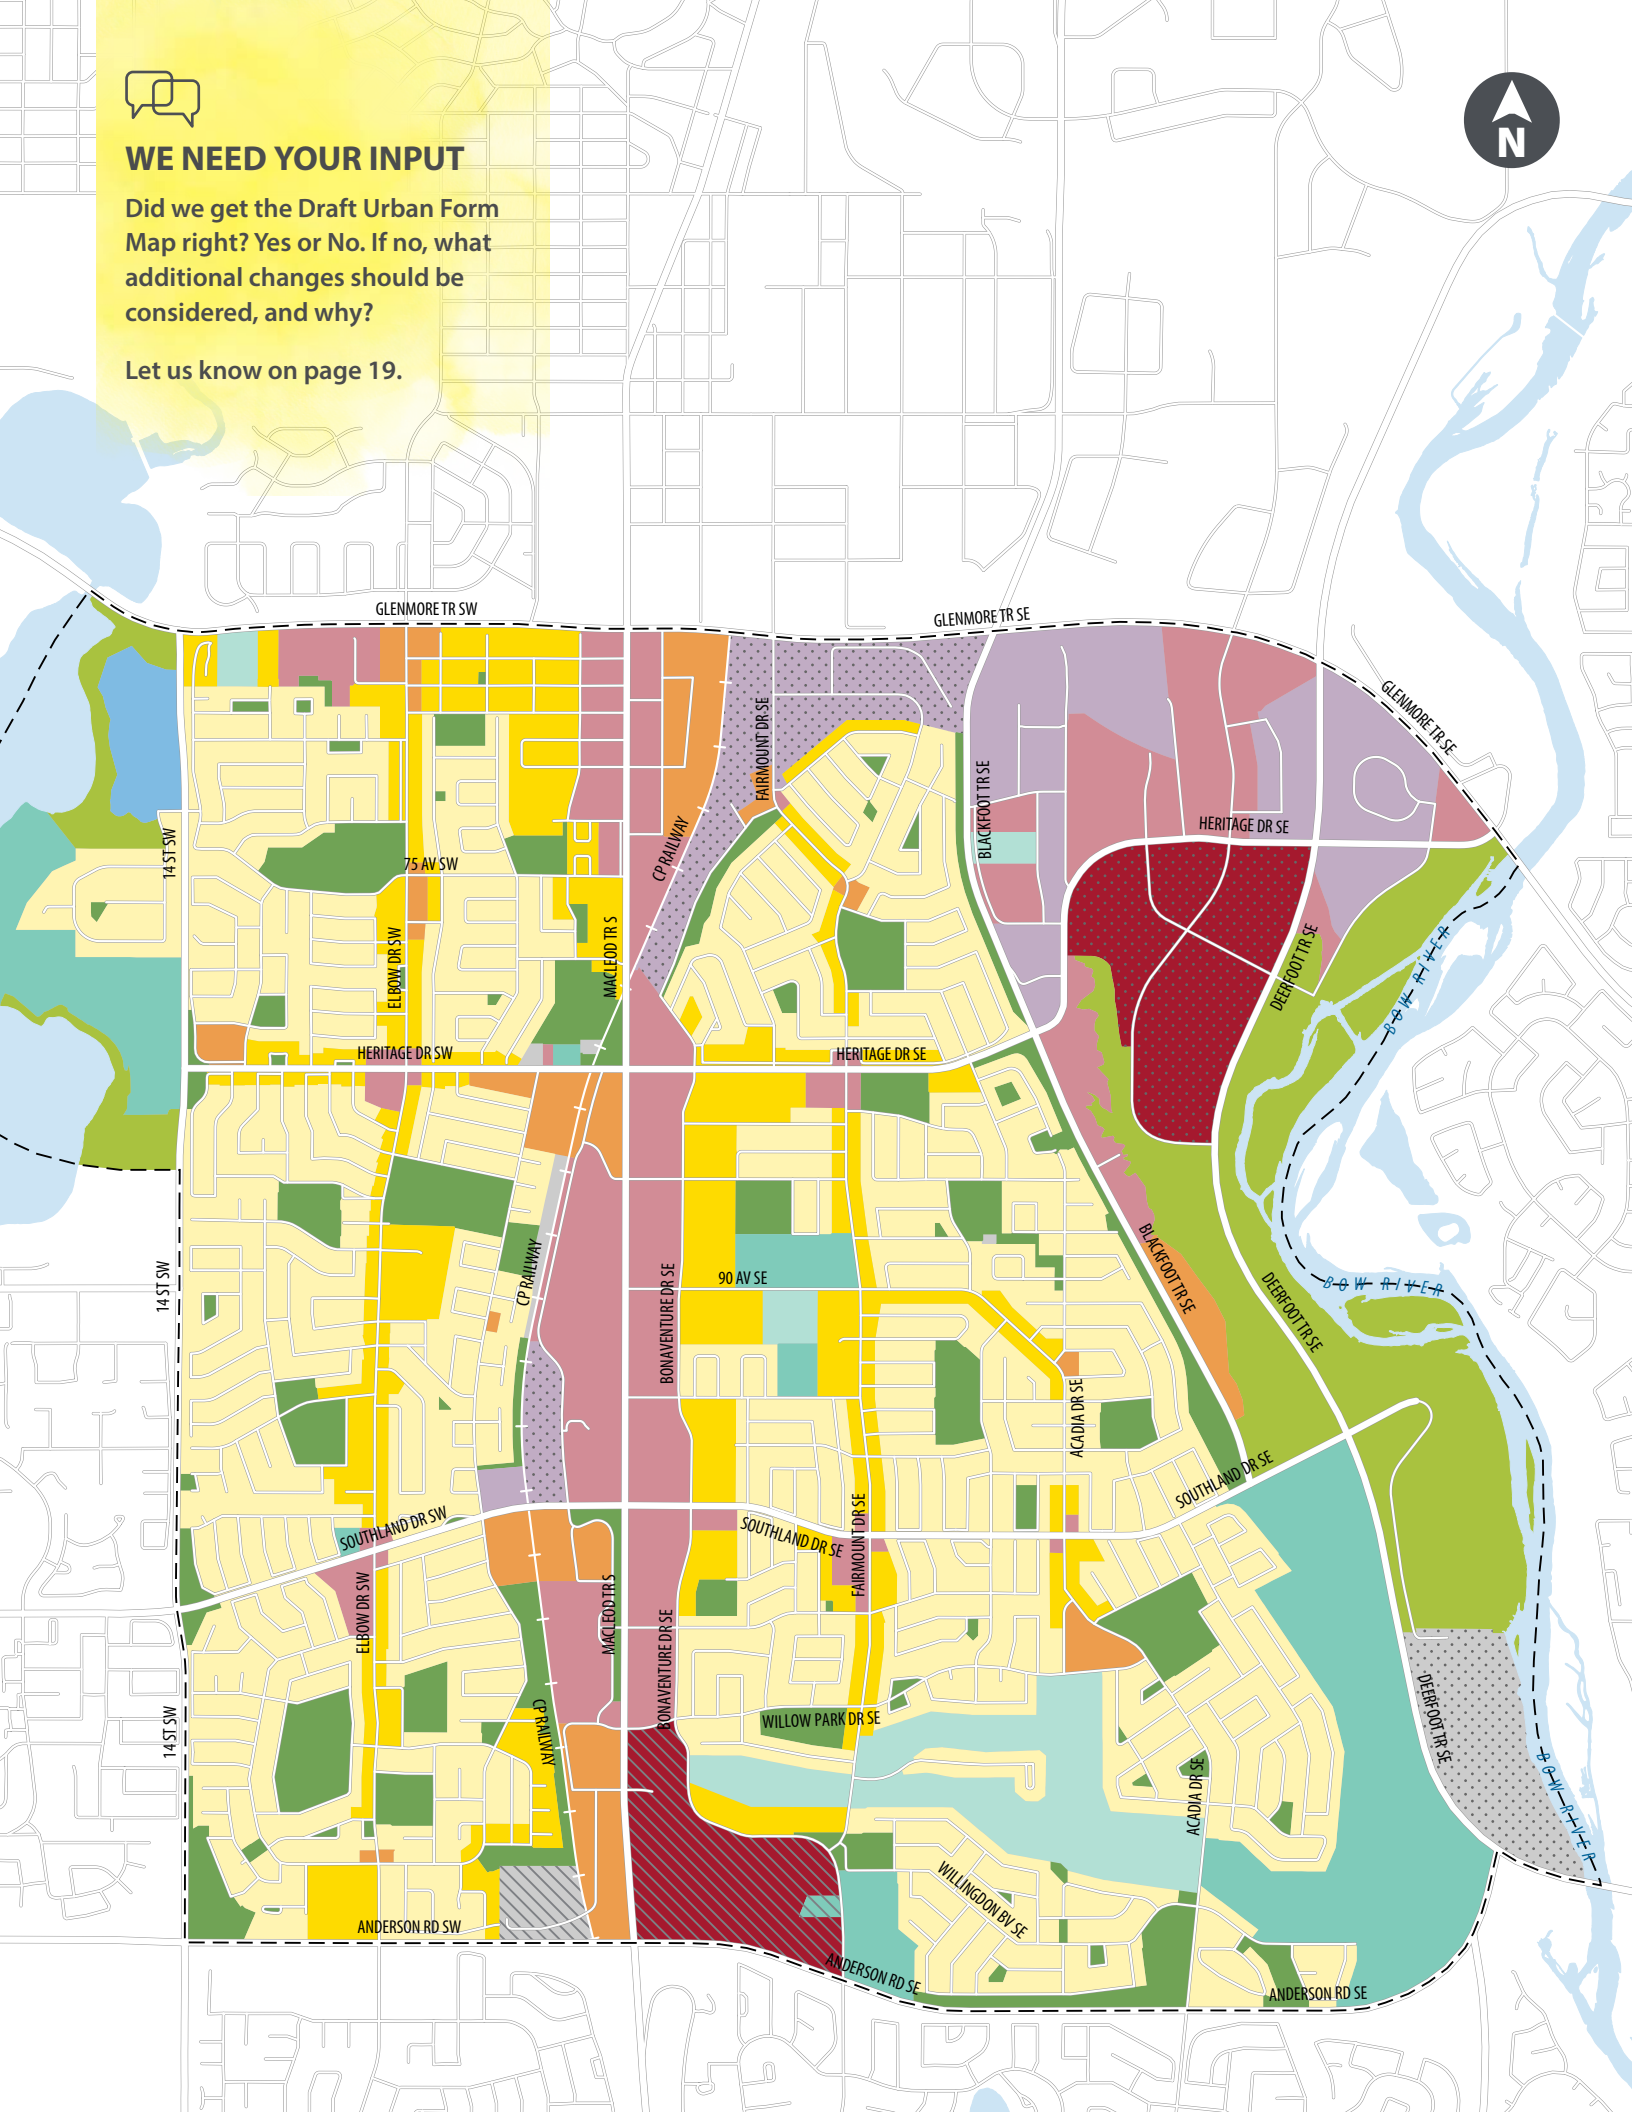 WE NEED YOUR INPUT
Did we get the Draft Urban Form
Map right? Yes or No. If no, what
additional changes should be
considered, and why?
Let us know on page 19.
N
GLENMORE TR SW
GLENMORE TR SE
GLENMORE TR SE
FAIRMOUNT DR SE
BLACKFOOT TR SE
HERITAGE DR SE
14 ST SW
75 AV SW
CP RAILWAY
ELBOW DR SW
MACLEOD TR S
DEERFOOT TR SE
BOW RIVER
HERITAGE DR SW
HERITAGE DR SE
14 ST SW
CP RAILWAY
BONAVENTURE DR SE
90 AV SE
BLACKFOOT TR SE
DEERFOOT TR SE
BOW RIVER
ACADIA DR SE
SOUTHLAND DR SE
SOUTHLAND DR SW
SOUTHLAND DR SE
FAIRMOUNT DR SE
ELBOW DR SW
MACLEOD TR S
BONAVENTURE DR SE
14 ST SW
CP RAILWAY
WILLOW PARK DR SE
DEERFOOT TR SE
ACADIA DR SE
BOW RIVER
WILLINGDON BV SE
ANDERSON RD SW
ANDERSON RD SE
ANDERSON RD SE